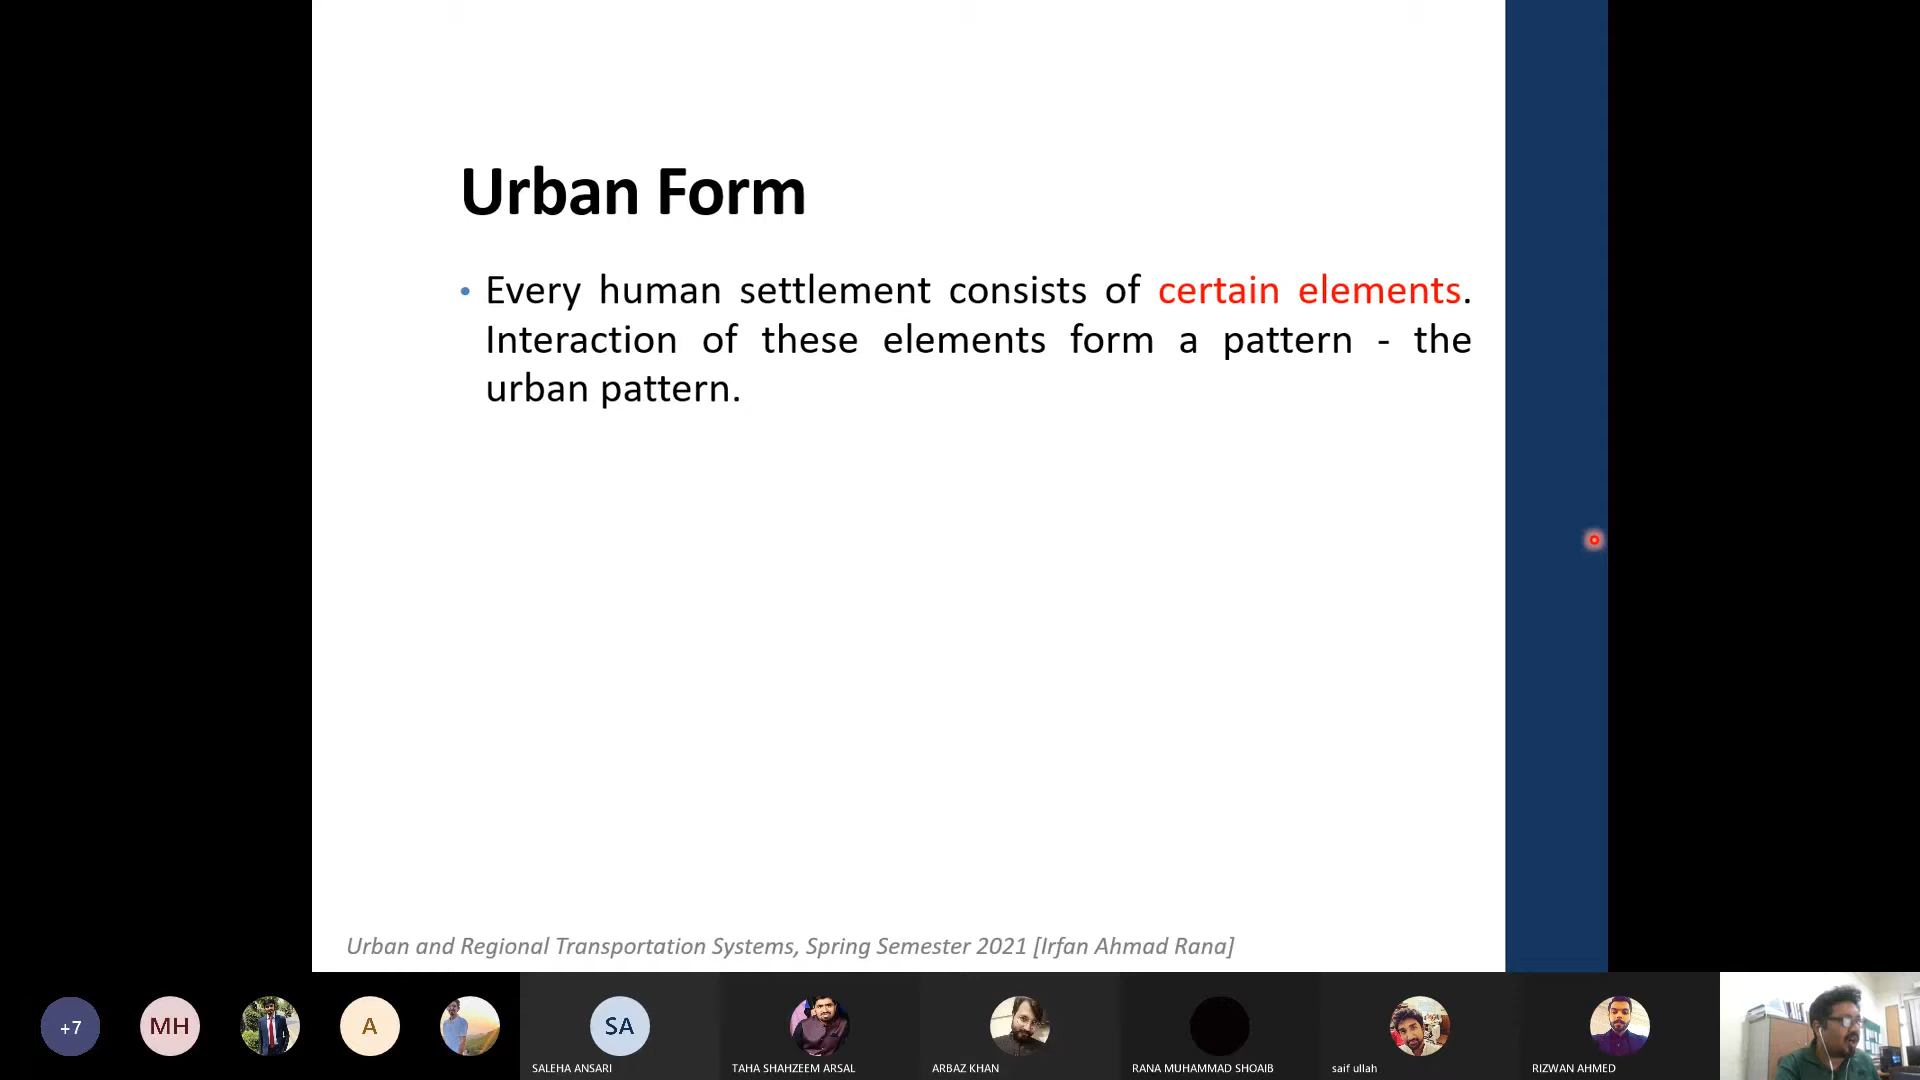 Urban Form
• Every human settlement consists of certain elements.
Interaction of these elements form a pattern - the
urban pattern.
Urban and Regional Transportation Systems, Spring Semester 2021 [Irfan Ahmad Rana]
+7
MH
A
SA
SALEHA ANSARI
TAHA SHAHZEEM ARSAL
ARBAZ KHAN
RANA MUHAMMAD SHOAIB
saif ullah
RIZWAN AHMED